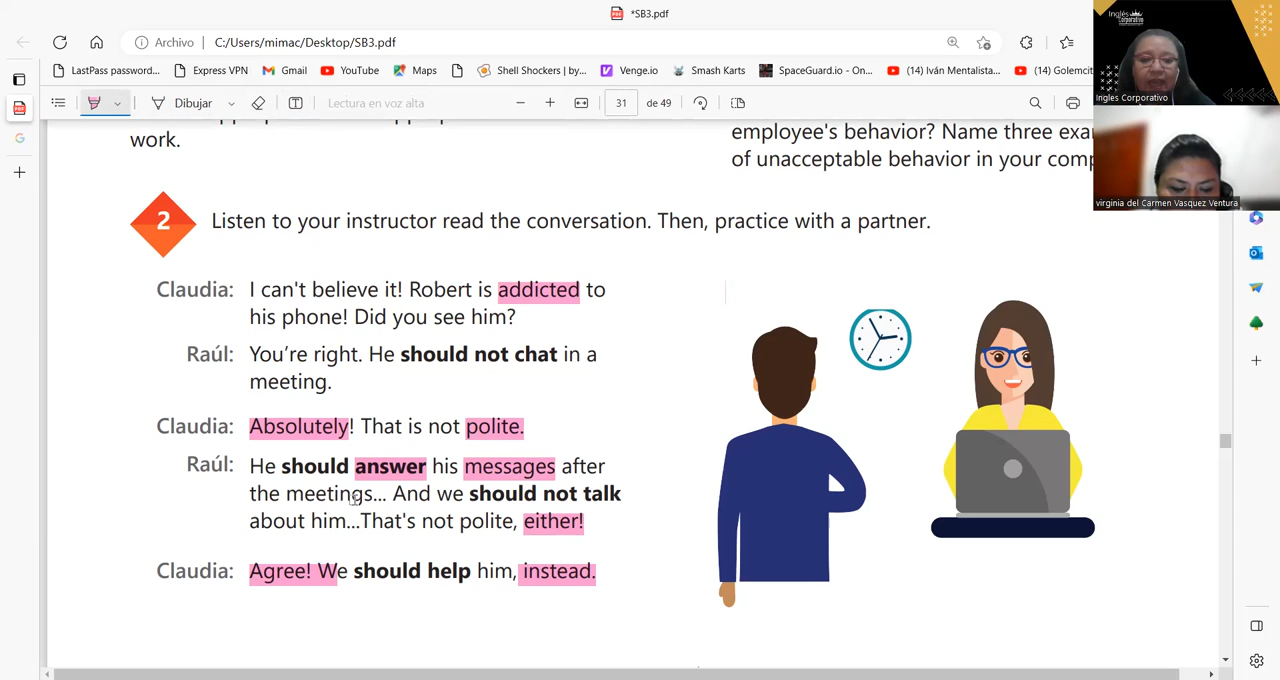 *SB3.pdf
Archivo | C:/Users/mimac/Desktop/SB3.pdf
LastPass password...
Express VPN
Gmail
YouTube
Maps
Shell Shockers | by...
Venge.io
Smash Karts
SpaceGuard.io - On...
(14) Iván Mentalista...
(14) Golemcit
Dibujar
Lectura en voz alta
31 de 49
Inglés
Corporativo
Ingles Corporativo
virginia del Carmen Vasquez Ventura
work.
employee's behavior? Name three
of unacceptable behavior in your
2 Listen to your instructor read the conversation. Then, practice with a partner.
Claudia: I can't believe it! Robert is addicted to
his phone! Did you see him?
Raúl: You're right. He should not chat in a
meeting.
Claudia: Absolutely! That is not polite.
Raúl: He should answer his messages after
the meetings... And we should not talk
about him...That's not polite, either!
Claudia: Agree! We should help him, instead.